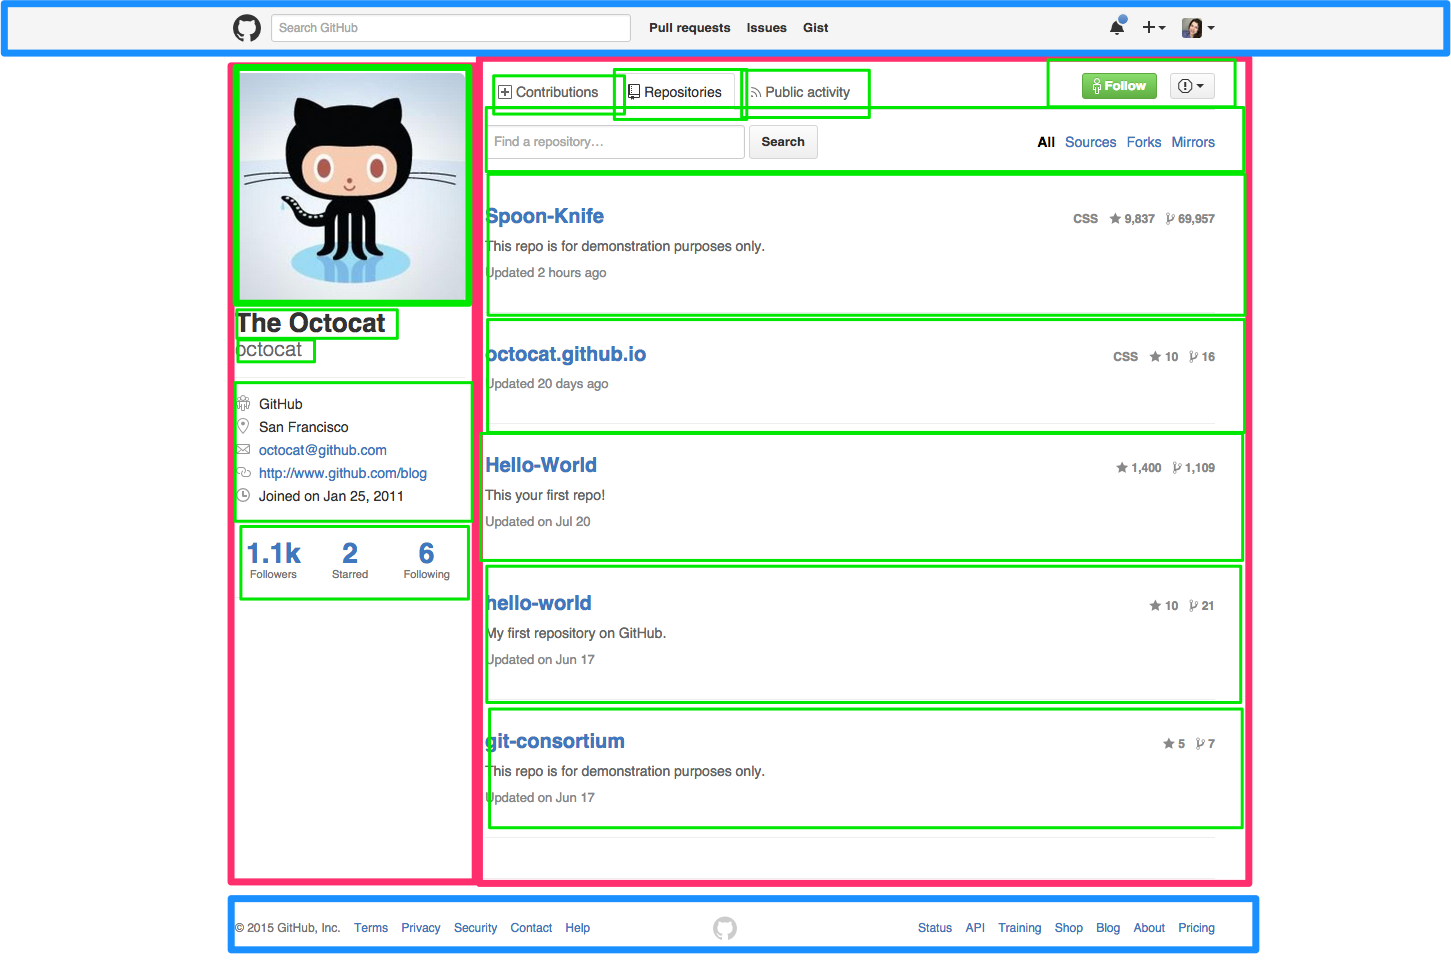 Search GitHub Pull requests Issues Gist
Contributions Repositories Public activity Follow
Find a repository... Search All Sources Forks Mirrors
The Octocat
octocat
GitHub
San Francisco
octocat@github.com
http://www.github.com/blog
Joined on Jan 25, 2011
1.1k 2 6
Followers Starred Following
Spoon-Knife CSS 9,837 69,957
This repo is for demonstration purposes only.
Updated 2 hours ago
octocat.github.io CSS 10 16
Updated 20 days ago
Hello-World 1,400 1,109
This your first repo!
Updated on Jul 20
hello-world 10 21
My first repository on GitHub.
Updated on Jun 17
git-consortium 5 7
This repo is for demonstration purposes only.
Updated on Jun 17
© 2015 GitHub, Inc. Terms Privacy Security Contact Help Status API Training Shop Blog About Pricing